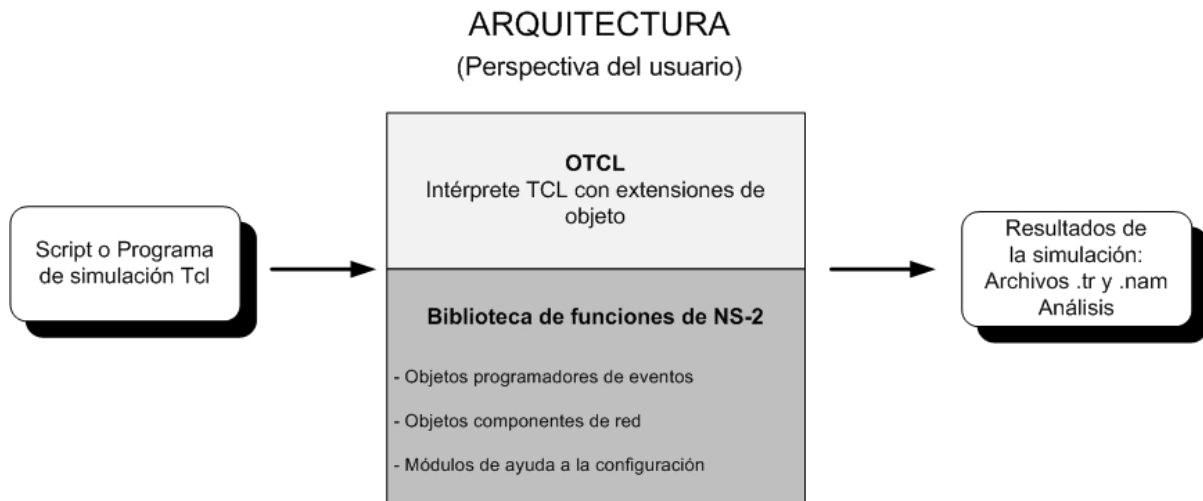 ARQUITECTURA
(Perspectiva del usuario)
Script o Programa
de simulación Tcl
OTCL
Intérprete TCL con extensiones de
objeto
Biblioteca de funciones de NS-2
- Objetos programadores de eventos
- Objetos componentes de red
- Módulos de ayuda a la configuración
Resultados de
la simulación:
Archivos .tr y .nam
Análisis